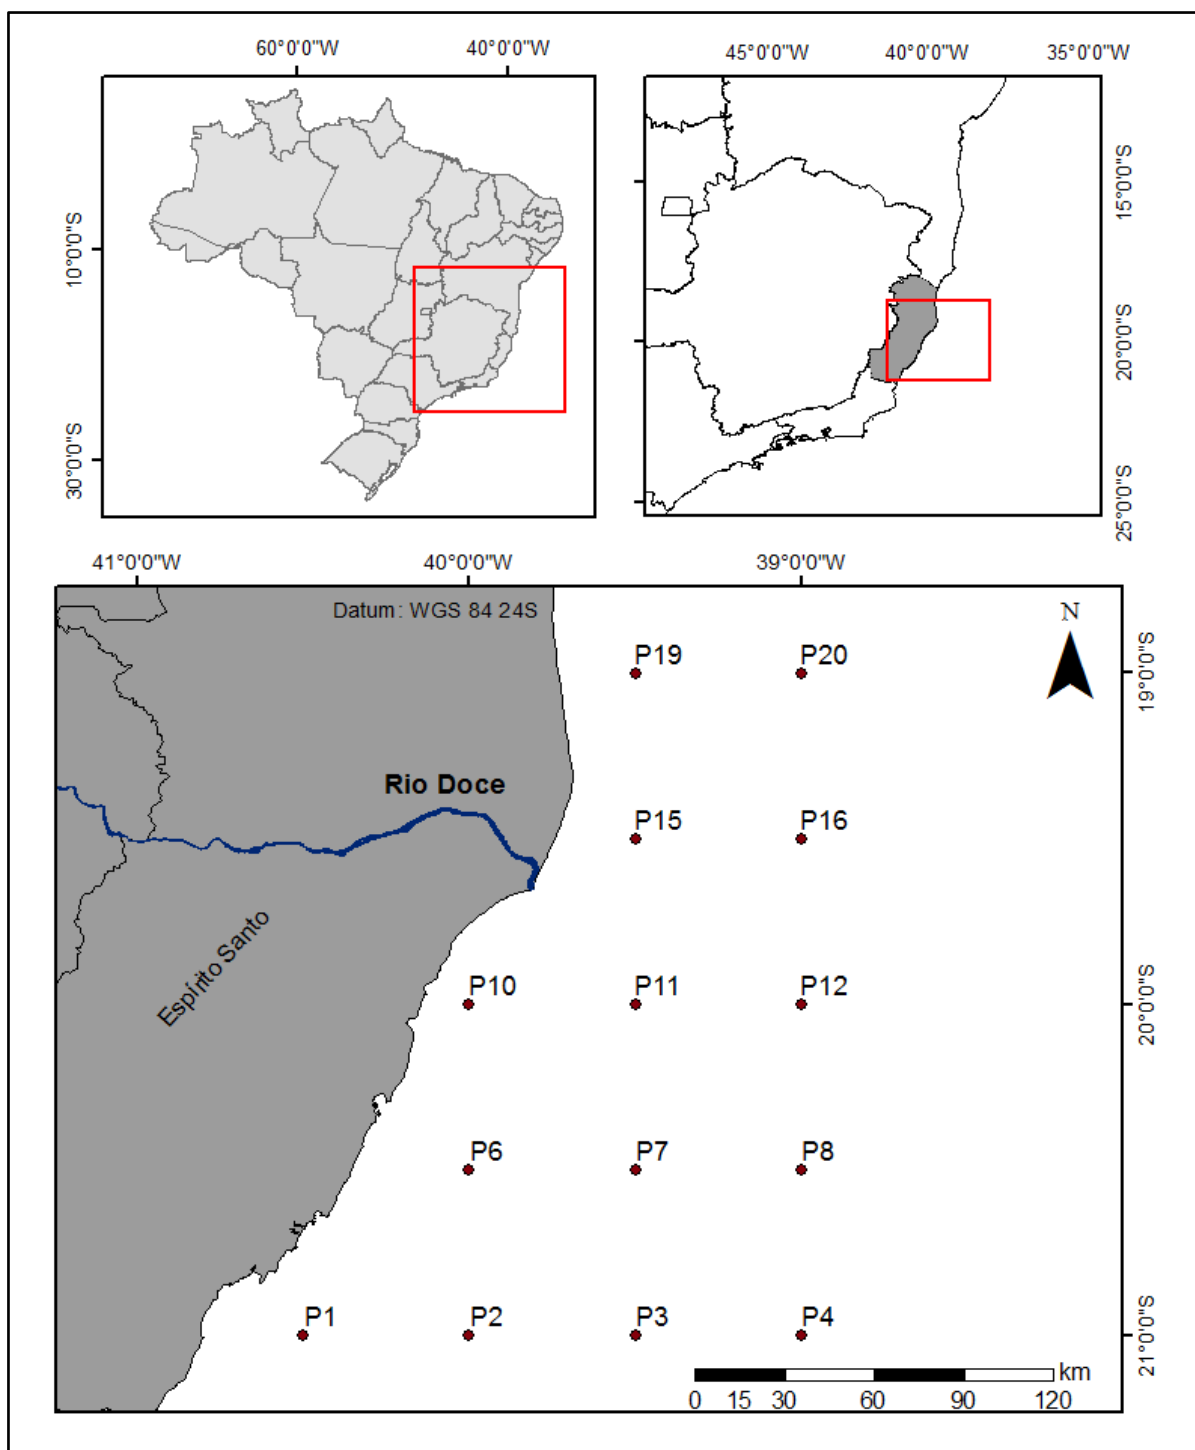 60°0'0"W 40°0'0"W
10°0'0"S
30°0'0"S
45°0'0"W 40°0'0"W 35°0'0"W
15°0'0"S
20°0'0"S
25°0'0"S
41°0'0"W 40°0'0"W 39°0'0"W
Datum: WGS 84 24S
N
P19 P20
19°0'0"S
Rio Doce
P15 P16
Espírito Santo
P10 P11 P12
20°0'0"S
P6 P7 P8
P1 P2 P3 P4
21°0'0"S
km
0 15 30 60 90 120